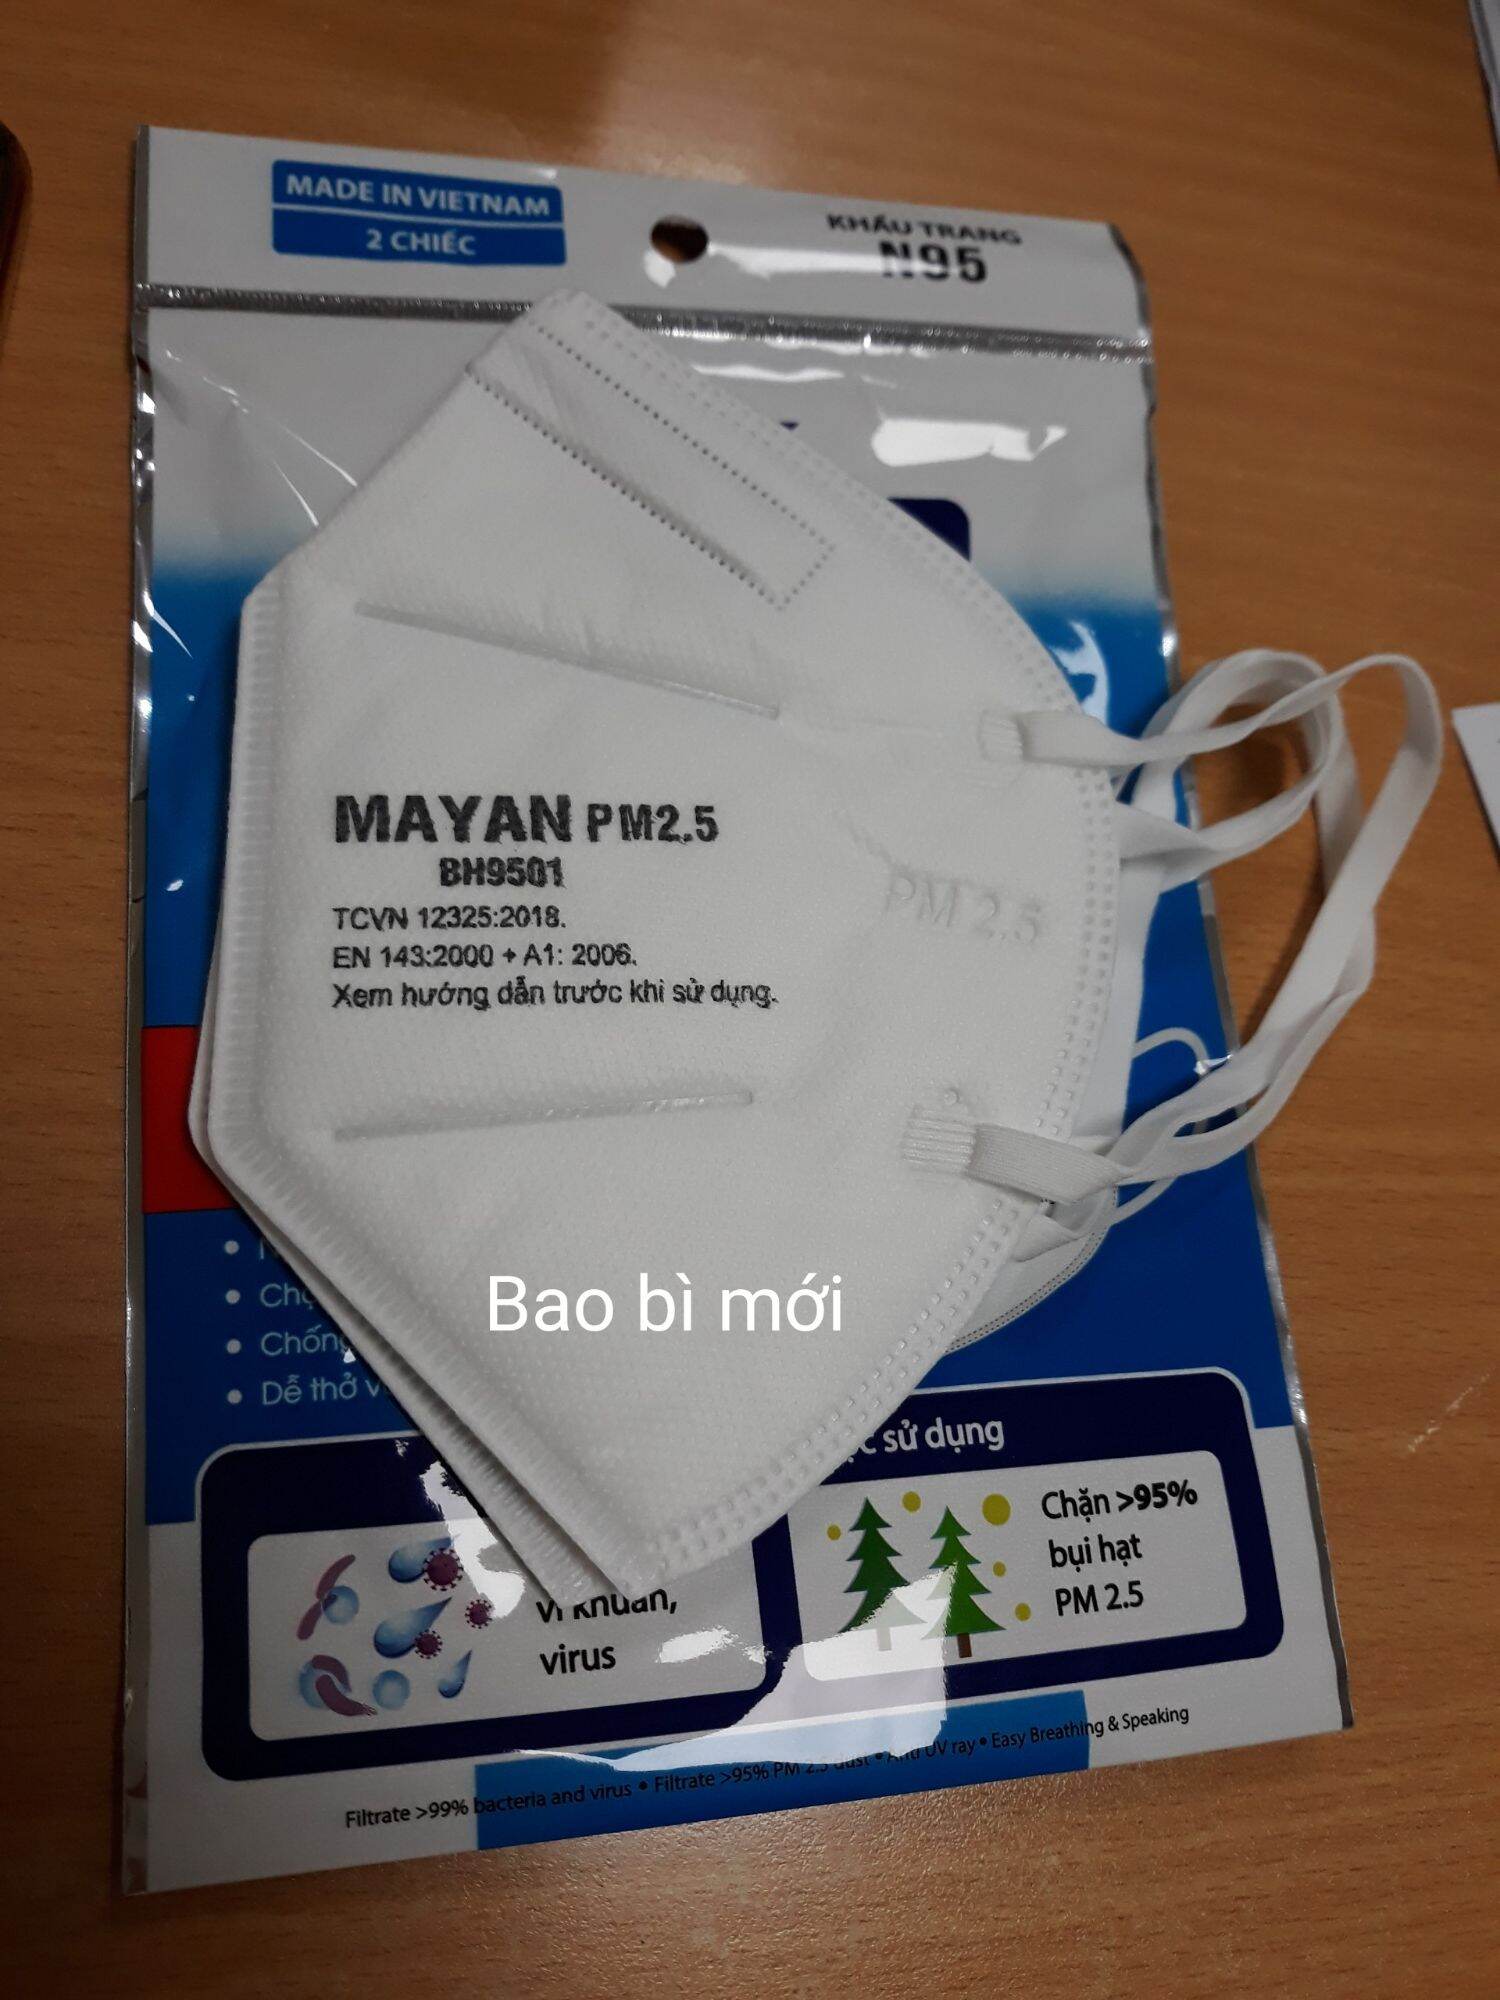 MADE IN VIETNAM
2 CHIẾC
KHẨU TRANG
N95
MAYAN PM2.5
BH9501
TCVN 12325:2018.
EN 143:2000 + A1: 2006.
Xem hướng dẫn trước khi sử dụng.
PM 2.5
Bao bì mới
Dễ thở
sử dụng
vi khuẩn,
virus
Chặn >95%
bụi hạt
PM 2.5
Filtrate >99% bacteria and virus • Filtrate >95% PM 2.5 dust • Anti UV ray • Easy Breathing & Speaking